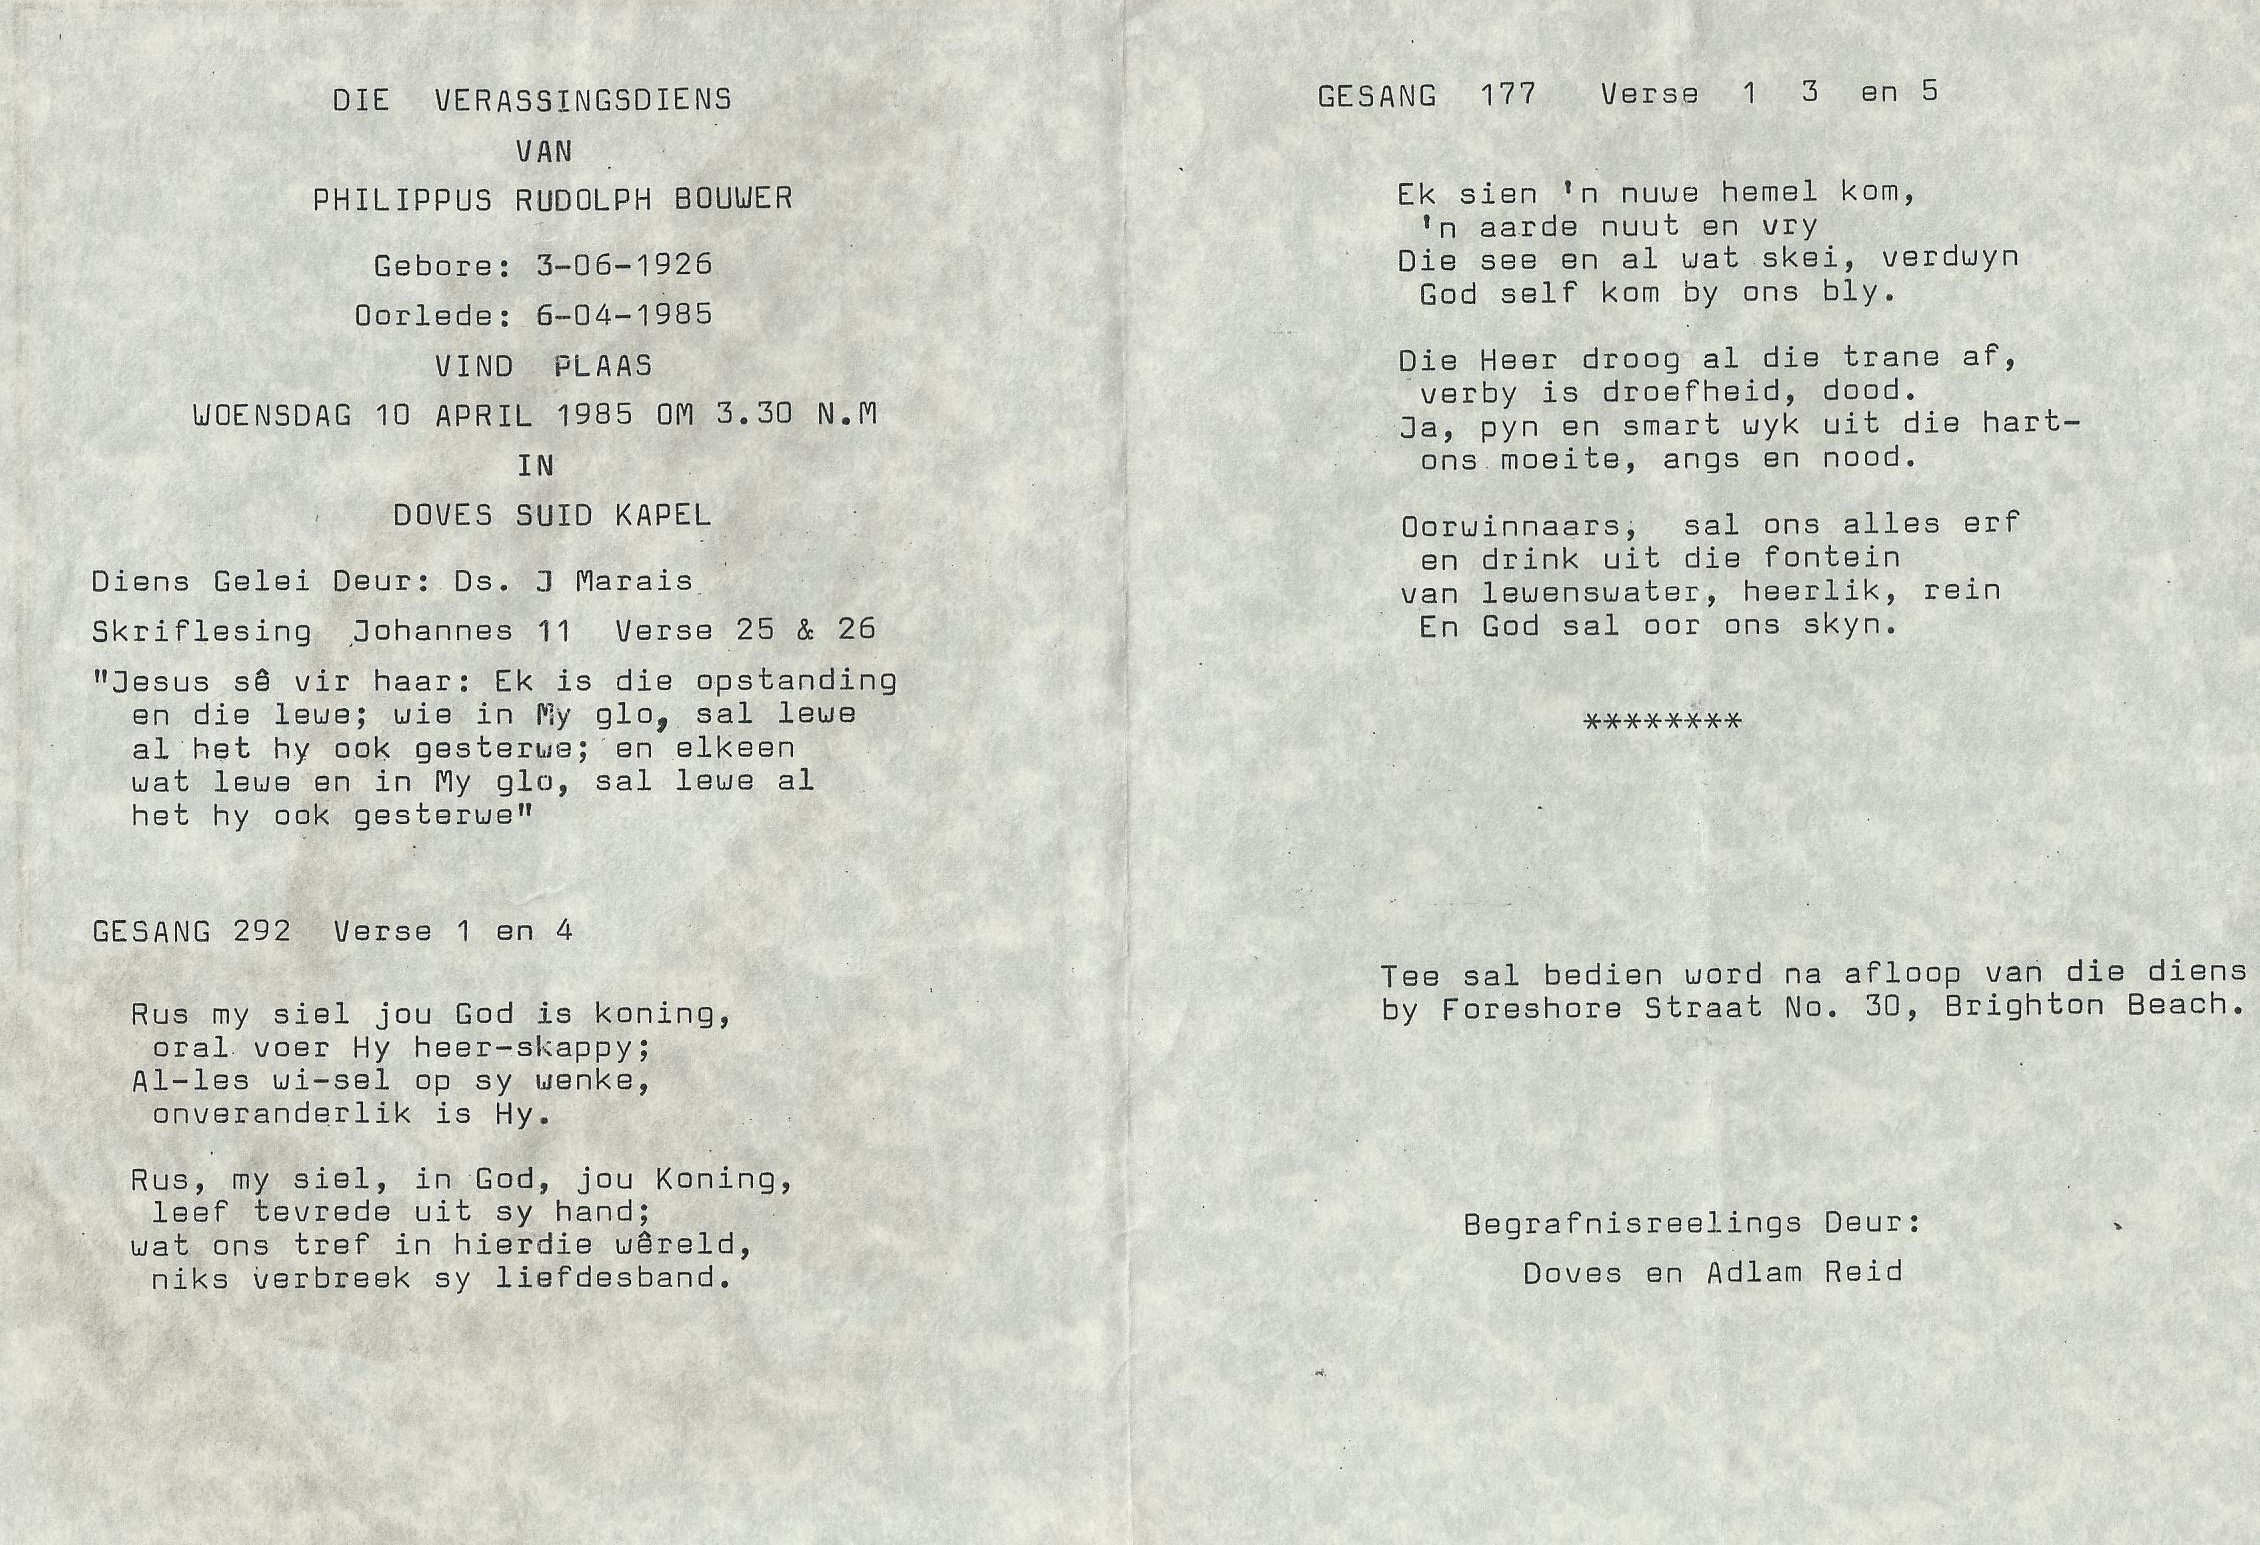 DIE VERASSINGSDIENS
VAN
PHILIPPUS RUDOLPH BOUWER
Gebore: 3-06-1926
Oorlede: 6-04-1985
VIND PLAAS
WOENSDAG 10 APRIL 1985 OM 3.30 N.M
IN
DOVES SUID KAPEL
Diens Gelei Deur: Ds. J Marais
Skriflesing Johannes 11 Verse 25 & 26
"Jesus sê vir haar: Ek is die opstanding
en die lewe; wie in My glo, sal lewe
al het hy ook gesterwe; en elkeen
wat lewe en in My glo, sal lewe al
het hy ook gesterwe"
GESANG 292 Verse 1 en 4
Rus my siel jou God is koning,
oral voer Hy heer-skappy;
Al-les wi-sel op sy wenke,
onveranderlik is Hy.
Rus, my siel, in God, jou Koning,
leef tevrede uit sy hand;
wat ons tref in hierdie wêreld,
niks verbreek sy liefdesband.
GESANG 177 Verse 1 3 en 5
Ek sien 'n nuwe hemel kom,
'n aarde nuut en vry
Die see en al wat skei, verdwyn
God self kom by ons bly.
Die Heer droog al die trane af,
verby is droefheid, dood.
Ja, pyn en smart wyk uit die hart-
ons moeite, angs en nood.
Oorwinnaars, sal ons alles erf
en drink uit die fontein
van lewenswater, heerlik, rein
En God sal oor ons skyn.
********
Tee sal bedien word na afloop van die diens
by Foreshore Straat No. 30, Brighton Beach.
Begrafnisreelings Deur:
Doves en Adlam Reid